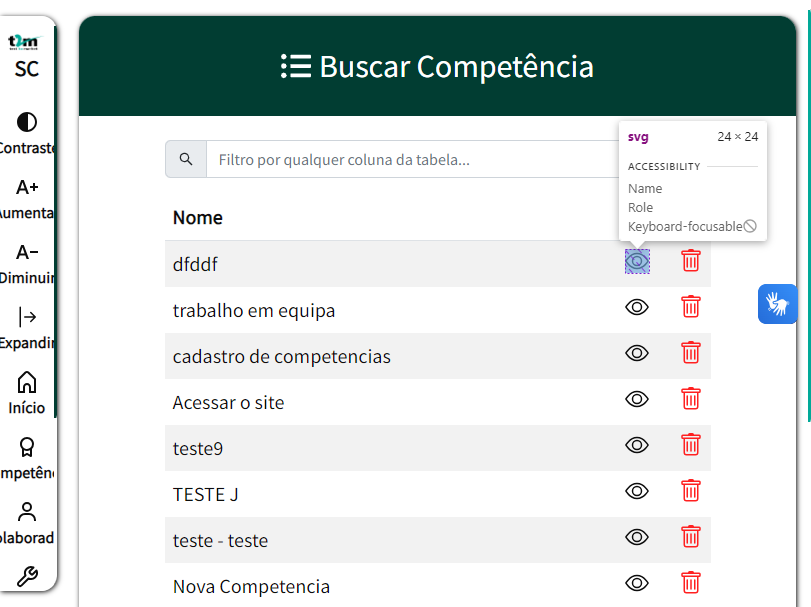 t2m
SC
Contraste
A+
Aumenta
A-
Diminuir
Expandir
Início
mpetên
olaborad
Buscar Competência
Filtro por qualquer coluna da tabela...
svg 24 × 24
ACCESSIBILITY
Name
Role
Keyboard-focusable
Nome
dfddf
trabalho em equipa
cadastro de competencias
Acessar o site
teste9
TESTE J
teste - teste
Nova Competencia